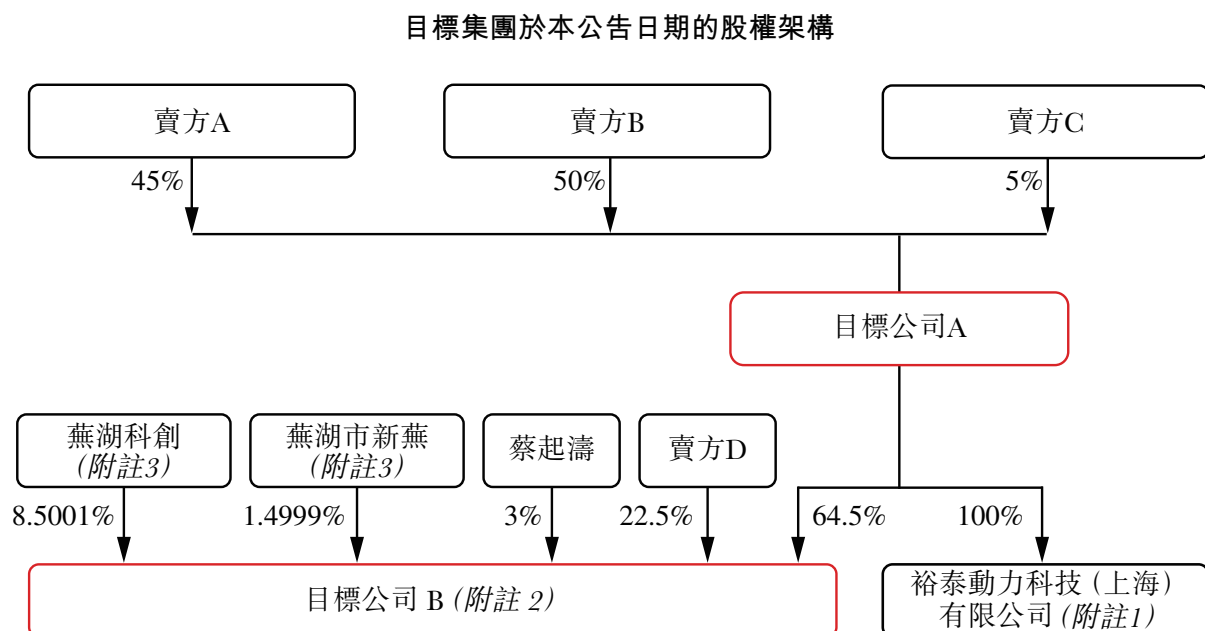 目標集團於本公告日期的股權架構
賣方A
賣方B
賣方C
45%
50%
5%
目標公司A
蕪湖科創
(附註3)
蕪湖市新蕪
(附註3)
蔡起濤
賣方D
8.5001%
1.4999%
3%
22.5%
64.5%
100%
目標公司 B (附註 2)
裕泰動力科技（上海）
有限公司 (附註1)